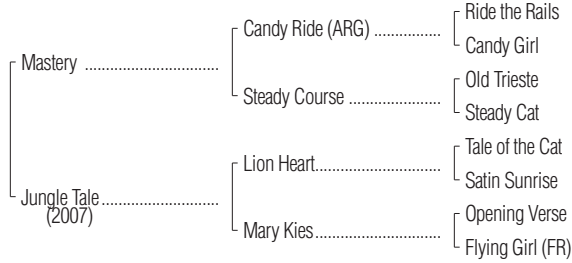 Ride the Rails
Candy Ride (ARG) ................
Candy Girl
Mastery .................................
Old Trieste
Steady Course ......................
Steady Cat
Tale of the Cat
Lion Heart..............................
Satin Sunrise
Jungle Tale .............................
(2007)
Opening Verse
Mary Kies..............................
Flying Girl (FR)